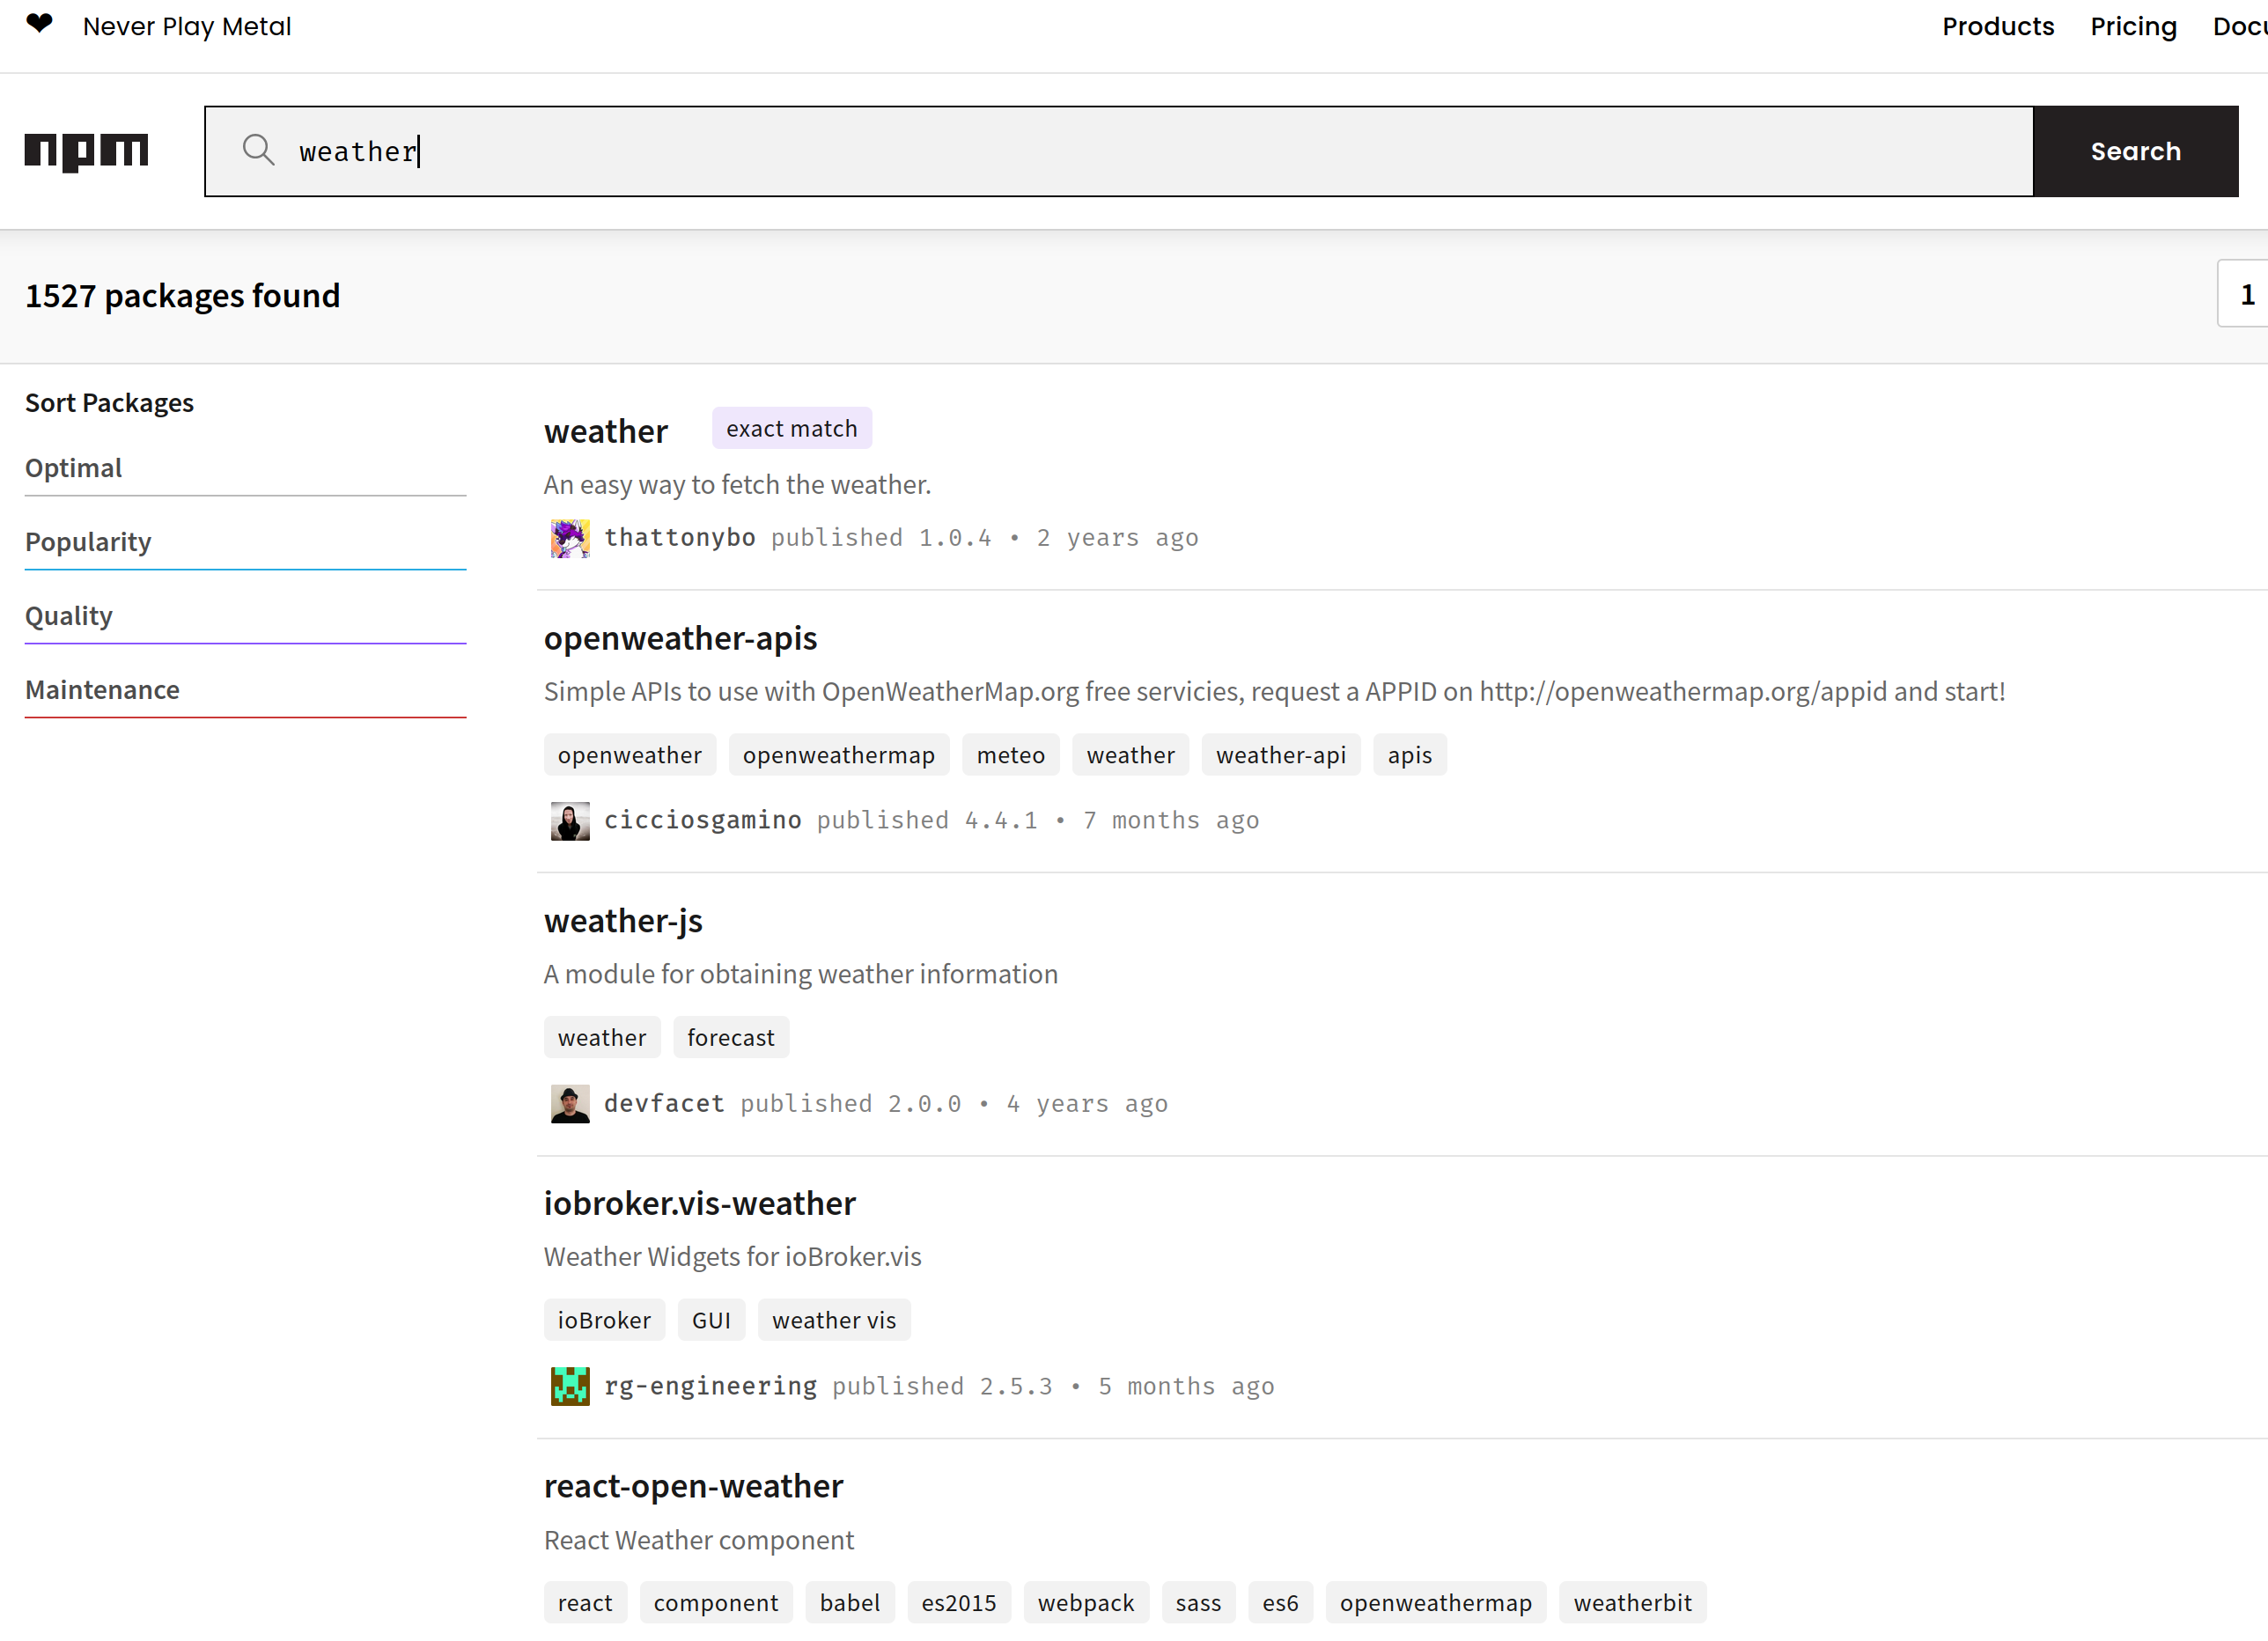 ❤ Never Play Metal
Products Pricing
npm
weather
Search
1527 packages found
1
Sort Packages
Optimal
Popularity
Quality
Maintenance
weather exact match
An easy way to fetch the weather.
thattonybo published 1.0.4 • 2 years ago
openweather-apis
Simple APIs to use with OpenWeatherMap.org free servicies, request a APPID on http://openweathermap.org/appid and start!
openweather openweathermap meteo weather weather-api apis
cicciosgamino published 4.4.1 • 7 months ago
weather-js
A module for obtaining weather information
weather forecast
devfacet published 2.0.0 • 4 years ago
iobroker.vis-weather
Weather Widgets for ioBroker.vis
ioBroker GUI weather vis
rg-engineering published 2.5.3 • 5 months ago
react-open-weather
React Weather component
react component babel es2015 webpack sass es6 openweathermap weatherbit